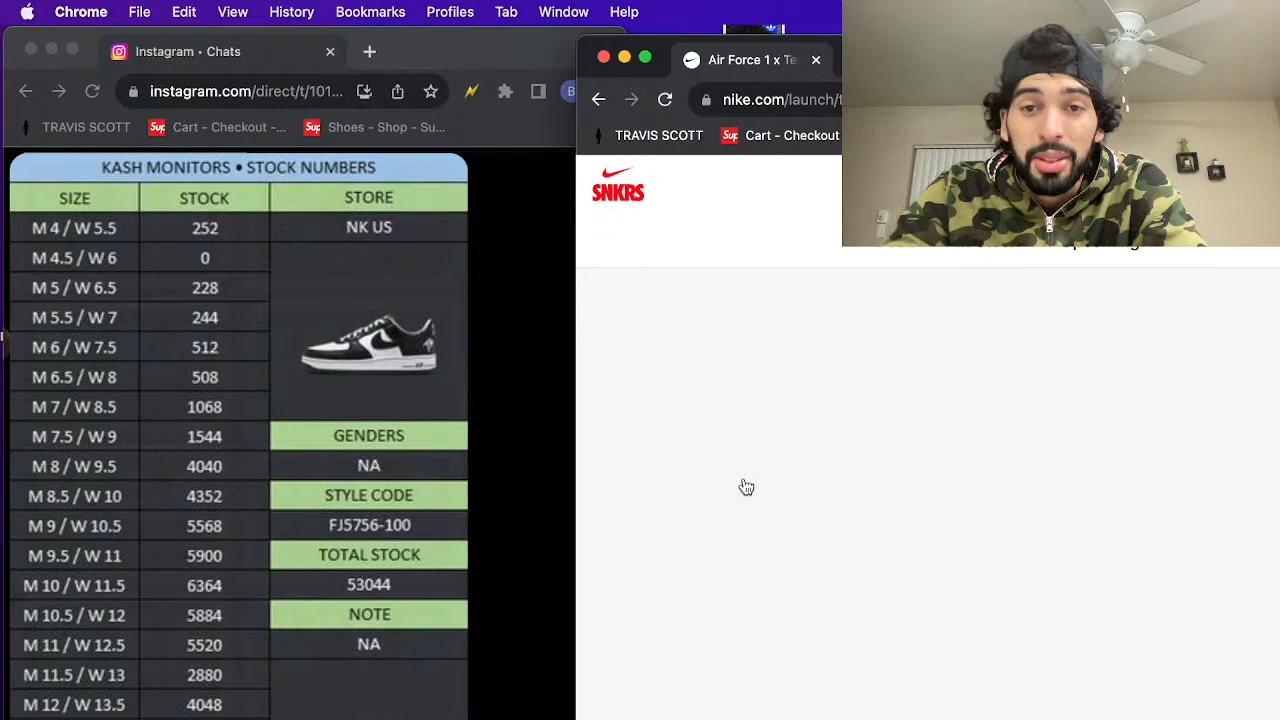 Chrome File Edit View History Bookmarks Profiles Tab Window Help
Instagram • Chats
instagram.com/direct/t/101...
B
TRAVIS SCOTT Sup Cart - Checkout -... Sup Shoes - Shop - Su...
KASH MONITORS • STOCK NUMBERS
SIZE STOCK STORE
M 4 / W 5.5 252 NK US
M 4.5 / W 6 0
M 5 / W 6.5 228
M 5.5 / W 7 244
M 6 / W 7.5 512
M 6.5 / W 8 508
M 7 / W 8.5 1068
M 7.5 / W 9 1544 GENDERS
M 8 / W 9.5 4040 NA
M 8.5 / W 10 4352 STYLE CODE
M 9 / W 10.5 5568 FJ5756-100
M 9.5 / W 11 5900 TOTAL STOCK
M 10 / W 11.5 6364 53044
M 10.5 / W 12 5884 NOTE
M 11 / W 12.5 5520 NA
M 11.5 / W 13 2880
M 12 / W 13.5 4048
Air Force 1 x Te
nike.com/launch/t
TRAVIS SCOTT Sup Cart - Checkout
SNKRS